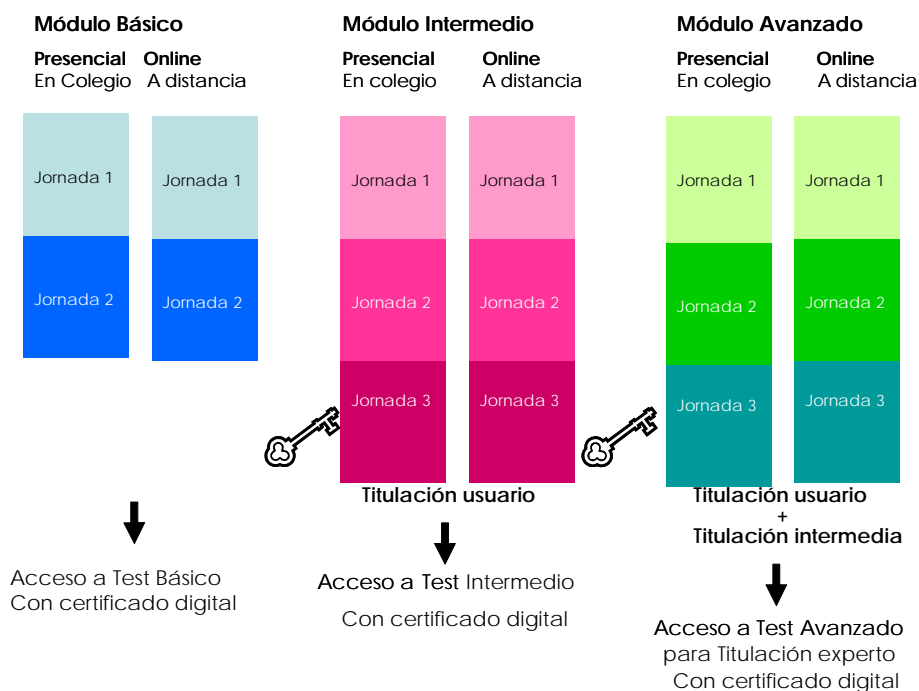 Módulo Básico
Presencial Online
En Colegio A distancia
Jornada 1
Jornada 1
Jornada 2
Jornada 2
Acceso a Test Básico
Con certificado digital
Módulo Intermedio
Presencial Online
En colegio A distancia
Jornada 1
Jornada 1
Jornada 2
Jornada 2
Jornada 3
Jornada 3
Titulación usuario
Acceso a Test Intermedio
Con certificado digital
Módulo Avanzado
Presencial Online
En colegio A distancia
Jornada 1
Jornada 1
Jornada 2
Jornada 2
Jornada 3
Jornada 3
Titulación usuario
+
Titulación intermedia
Acceso a Test Avanzado
para Titulación experto
Con certificado digital